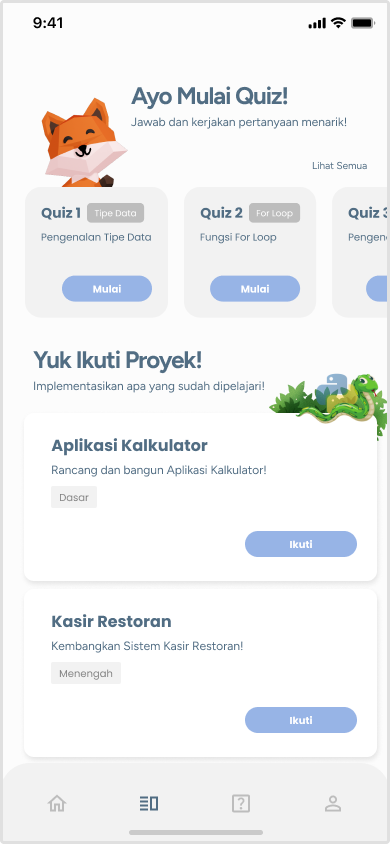 9:41
Ayo Mulai Quiz!
Jawab dan kerjakan pertanyaan menarik!
Lihat Semua
Quiz 1 Tipe Data
Pengenalan Tipe Data
Mulai
Quiz 2 For Loop
Fungsi For Loop
Mulai
Quiz 3
Yuk Ikuti Proyek!
Implementasikan apa yang sudah dipelajari!
Aplikasi Kalkulator
Rancang dan bangun Aplikasi Kalkulator!
Dasar
Ikuti
Kasir Restoran
Kembangkan Sistem Kasir Restoran!
Menengah
Ikuti